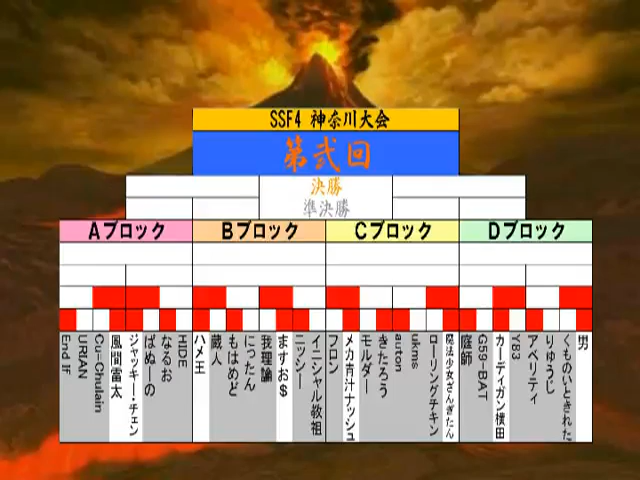 SSF4 神奈川大会
第弐回
決勝
準決勝
Aブロック
Bブロック
Cブロック
Dブロック
End If
URIAN
Cu-Chulain
風間富太
ジャッキー・チェン
ぱぬーの
なるお
HIDE
ハメ王
蔵人
もはめど
にったん
我理論
ますお$
ニッシー
イニシャル教祖
フロン
メカ青汁ナッシュ
モルダー
きたろう
auton
ukms
ローリングチキン
魔法少女ざんぎたん
庭師
G59-BAT
カーディガン横田
Y83
アベリティ
りゅうじ
くものいときれた
男